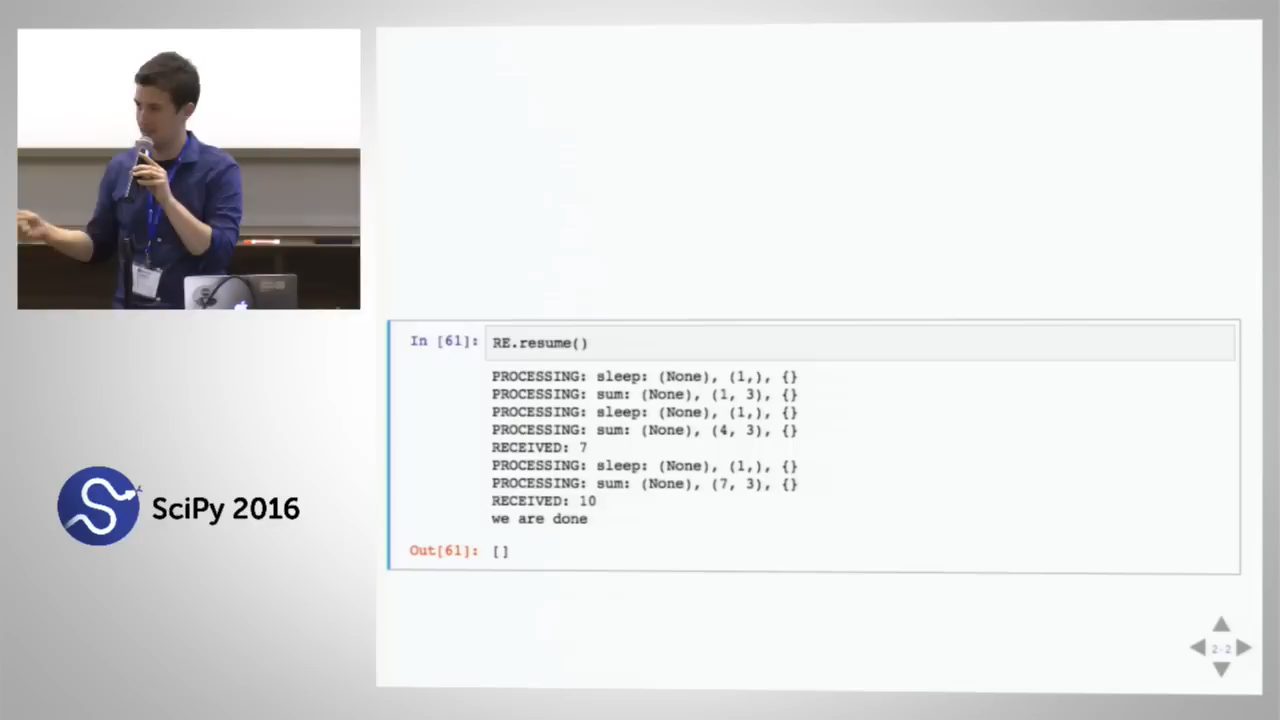 In [61]: RE.resume()
PROCESSING: sleep: (None), (1,), {}
PROCESSING: sum: (None), (1, 3), {}
PROCESSING: sleep: (None), (1,), {}
PROCESSING: sum: (None), (4, 3), {}
RECEIVED: 7
PROCESSING: sleep: (None), (1,), {}
PROCESSING: sum: (None), (7, 3), {}
RECEIVED: 10
we are done
Out[61]: []
SciPy 2016
2-2